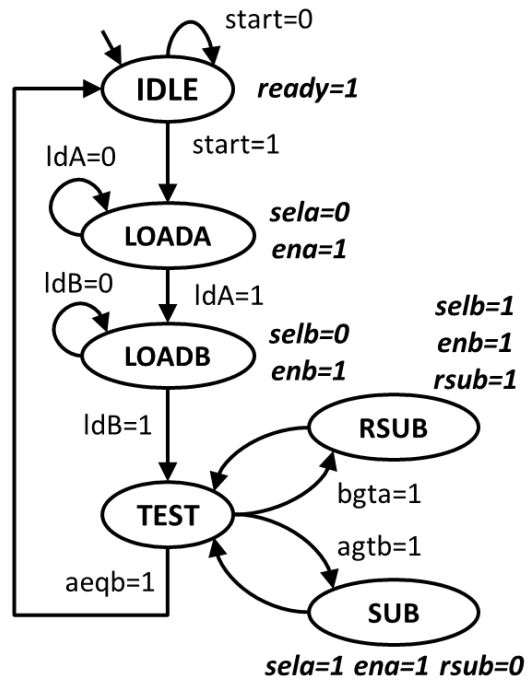 start=0
IDLE
ready=1
start=1
ldA=0
sela=0
LOADA
ena=1
ldB=0
ldA=1
selb=0
LOADB
enb=1
selb=1
enb=1
rsub=1
ldB=1
RSUB
bgta=1
TEST
agtb=1
aeqb=1
SUB
sela=1 ena=1 rsub=0